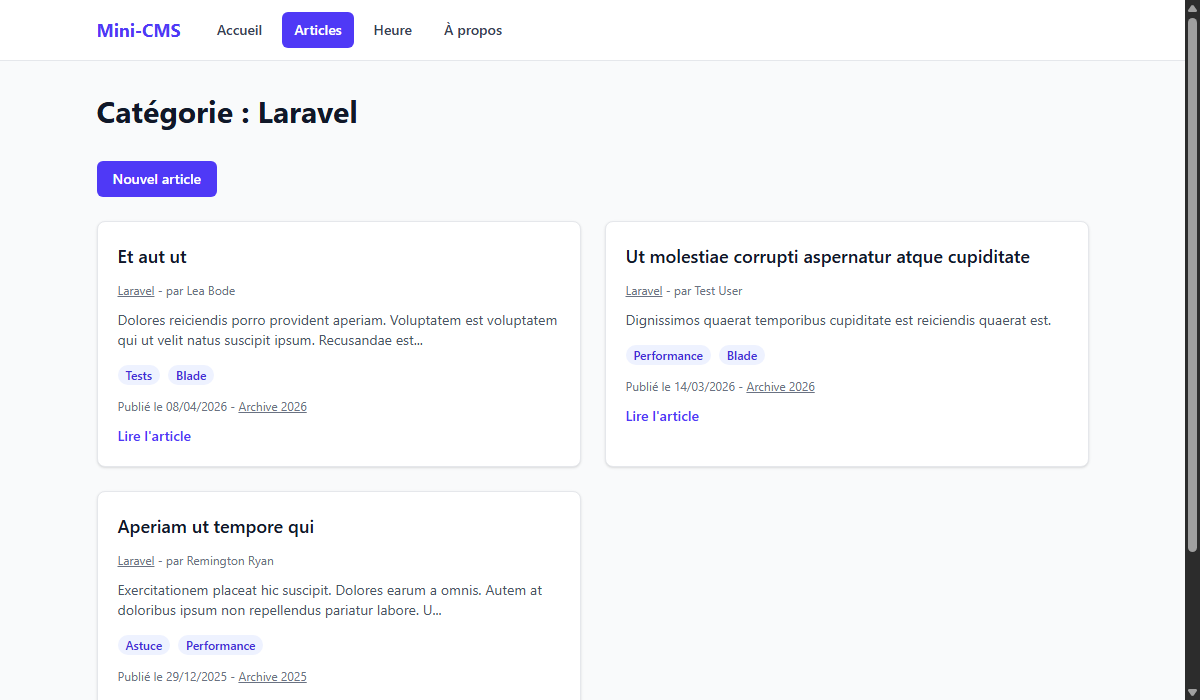 Mini-CMS Accueil Articles Heure À propos
Catégorie : Laravel
Nouvel article
Et aut ut
Laravel - par Lea Bode
Dolores reiciendis porro provident aperiam. Voluptatem est voluptatem
qui ut velit natus suscipit ipsum. Recusandae est...
Tests Blade
Publié le 08/04/2026 - Archive 2026
Lire l'article
Ut molestiae corrupti aspernatur atque cupiditate
Laravel - par Test User
Dignissimos quaerat temporibus cupiditate est reiciendis quaerat est.
Performance Blade
Publié le 14/03/2026 - Archive 2026
Lire l'article
Aperiam ut tempore qui
Laravel - par Remington Ryan
Exercitationem placeat hic suscipit. Dolores earum a omnis. Autem at
doloribus ipsum non repellendus pariatur labore. U...
Astuce Performance
Publié le 29/12/2025 - Archive 2025